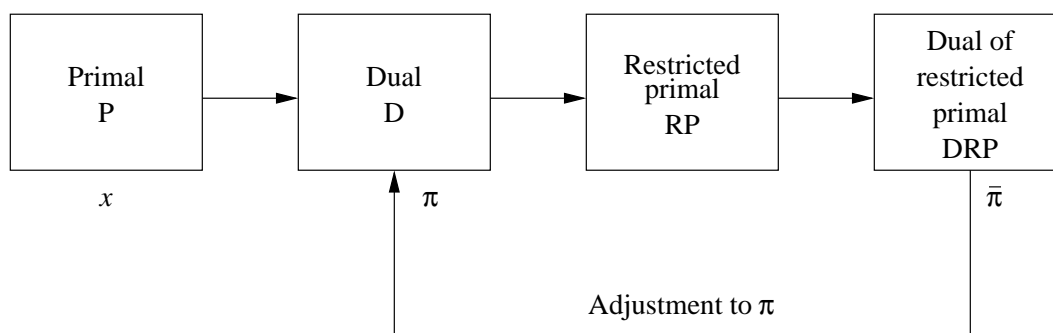 Primal
P
Dual
D
Restricted
primal
RP
Dual of
restricted
primal
DRP
x
π
π̄
Adjustment to π